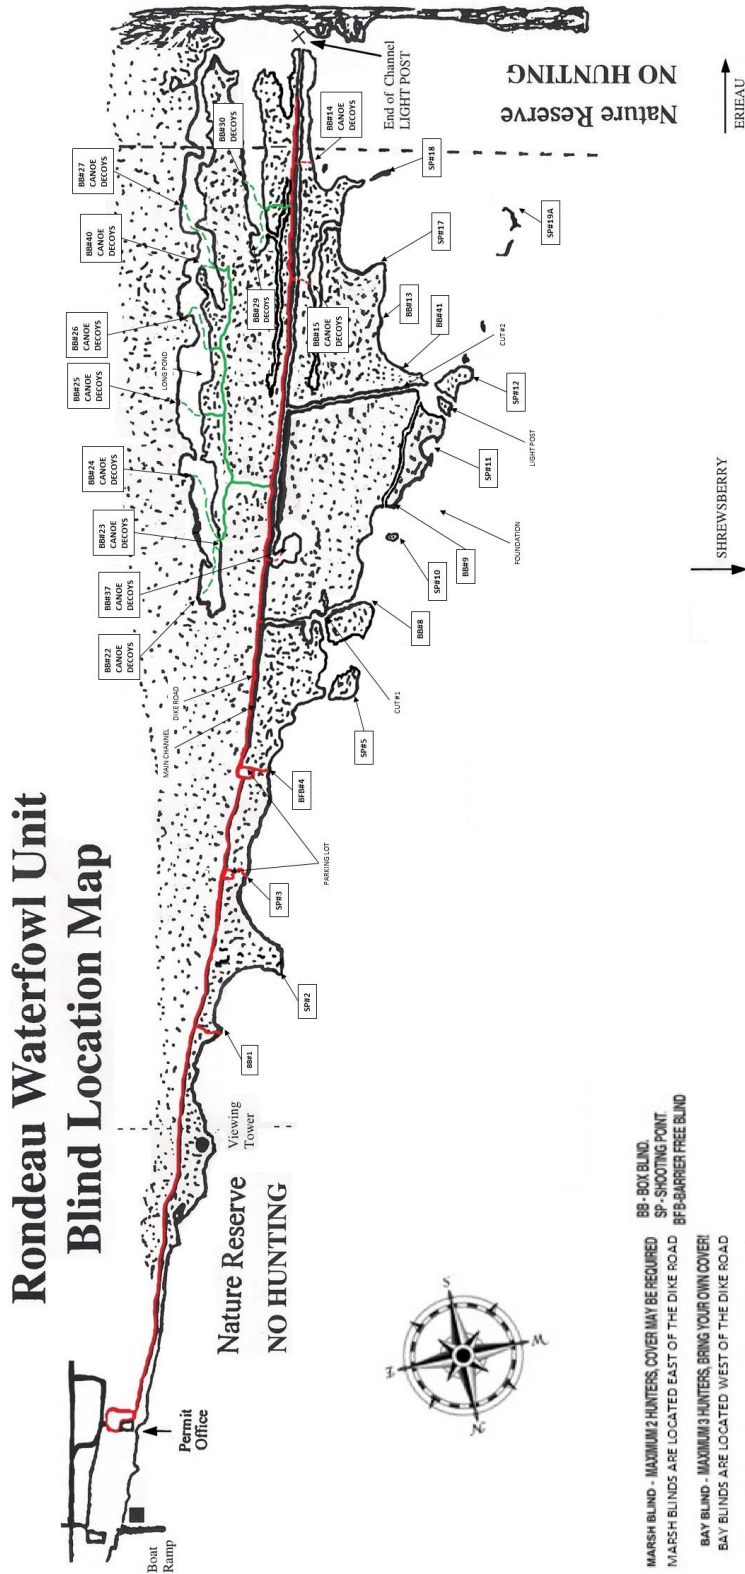 Rondeau Waterfowl Unit
Blind Location Map
Boat
Ramp
Permit
Office
Nature Reserve
NO HUNTING
Viewing
Tower
BB#1
SP#2
SP#3
PARKING LOT
BFB#4
MAIN CHANNEL
DIKE ROAD
SP#5
CUT #1
BB#8
BB#22
CANOE
DECOYS
BB#37
CANOE
DECOYS
BB#23
CANOE
DECOYS
BB#24
CANOE
DECOYS
BB#25
CANOE
DECOYS
BB#26
CANOE
DECOYS
BB#40
CANOE
DECOYS
BB#27
CANOE
DECOYS
LONG POND
SP#10
BB#9
FOUNDATION
SP#11
LIGHT POST
SP#12
CUT #2
BB#41
BB#13
SP#17
SP#18
SP#19A
BB#29
DECOYS
BB#30
DECOYS
BB#15
CANOE
DECOYS
BB#14
CANOE
DECOYS
End of Channel
LIGHT POST
Nature Reserve
NO HUNTING
SHREWSBERRY
ERIEAU
N
E
S
W
MARSH BLIND - MAXIMUM 2 HUNTERS, COVER MAY BE REQUIRED
MARSH BLINDS ARE LOCATED EAST OF THE DIKE ROAD
BAY BLIND - MAXIMUM 3 HUNTERS, BRING YOUR OWN COVER!
BAY BLINDS ARE LOCATED WEST OF THE DIKE ROAD
BB - BOX BLIND.
SP - SHOOTING POINT.
BFB-BARRIER FREE BLIND